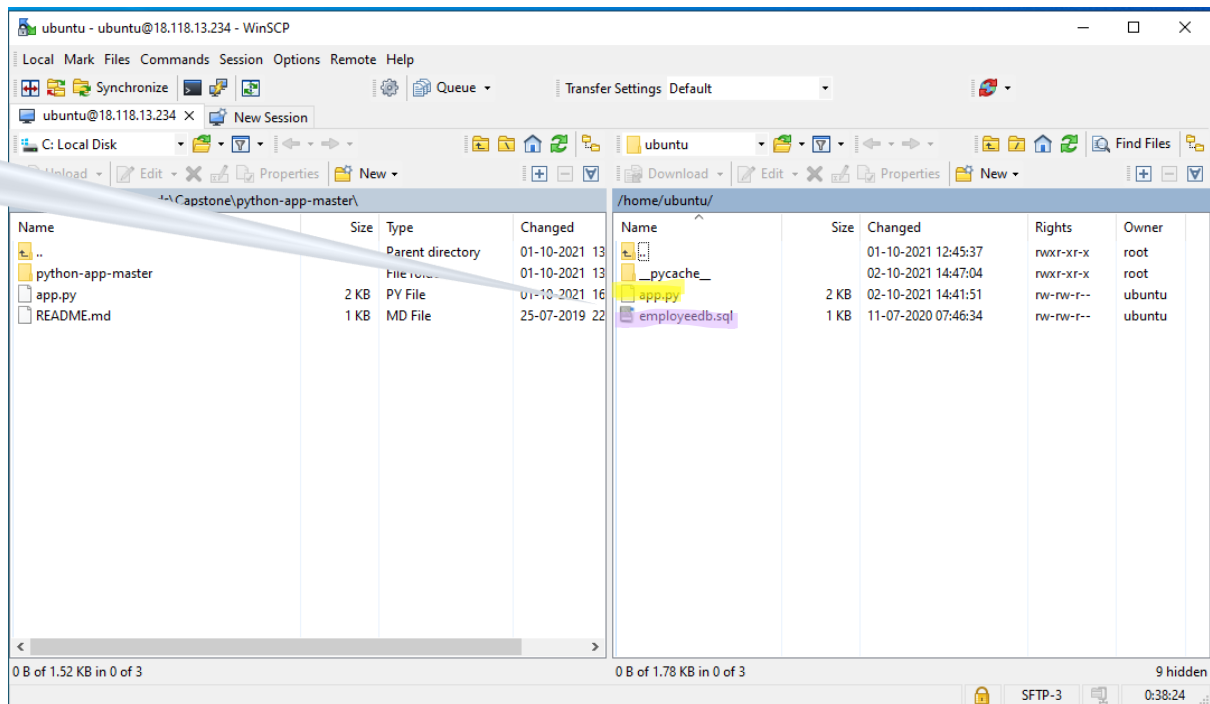 ubuntu - ubuntu@18.118.13.234 - WinSCP
Local Mark Files Commands Session Options Remote Help
Synchronize Queue Transfer Settings Default
ubuntu@18.118.13.234 New Session
C: Local Disk ubuntu Find Files
Upload Edit Properties New Download Edit Properties New
\Capstone\python-app-master\ /home/ubuntu/
Name Size Type Changed Name Size Changed Rights Owner
.. Parent directory 01-10-2021 13 .. 01-10-2021 12:45:37 rwxr-xr-x root
python-app-master 01-10-2021 13 __pycache__ 02-10-2021 14:47:04 rwxr-xr-x root
app.py 2 KB PY File 01-10-2021 16 app.py 2 KB 02-10-2021 14:41:51 rw-rw-r-- ubuntu
README.md 1 KB MD File 25-07-2019 22 employeedb.sql 1 KB 11-07-2020 07:46:34 rw-rw-r-- ubuntu
0 B of 1.52 KB in 0 of 3 0 B of 1.78 KB in 0 of 3 9 hidden
SFTP-3 0:38:24